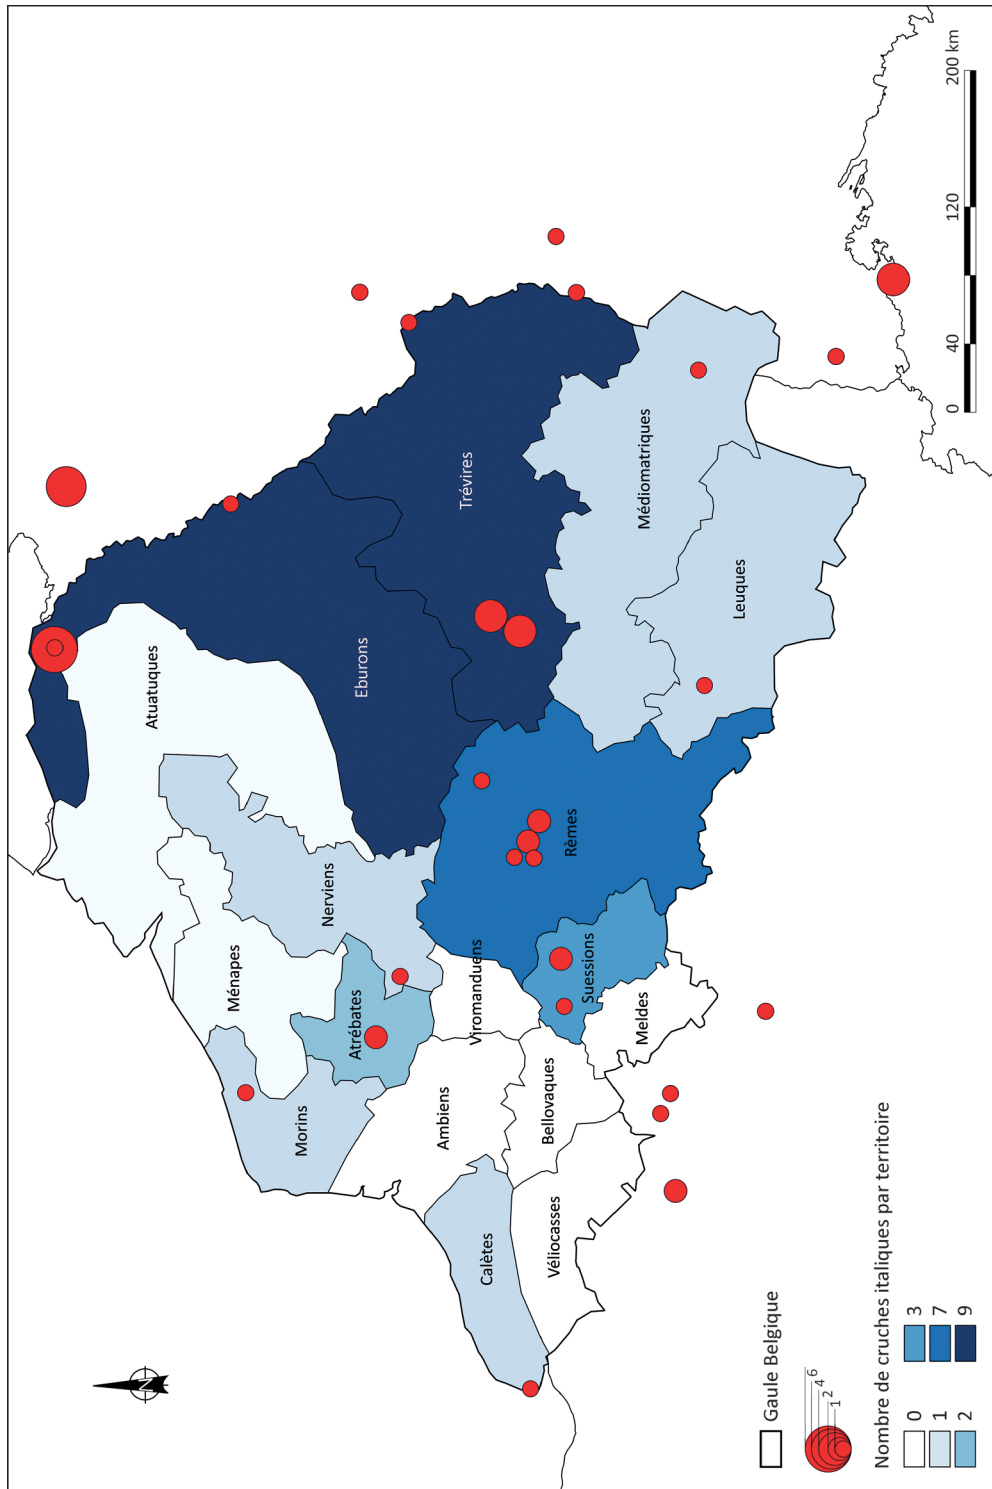 Atuatuques
Ménapes
Nerviens
Eburons
Morins
Atrébates
Trévires
Ambiens
Viromanduens
Calètes
Bellovaques
Suessions
Rèmes
Véliocasses
Meldes
Médiomatriques
Leuques
N
Gaule Belgique
1
2
4
6
Nombre de cruches italiques par territoire
0
3
1
7
2
9
0 40 120 200 km